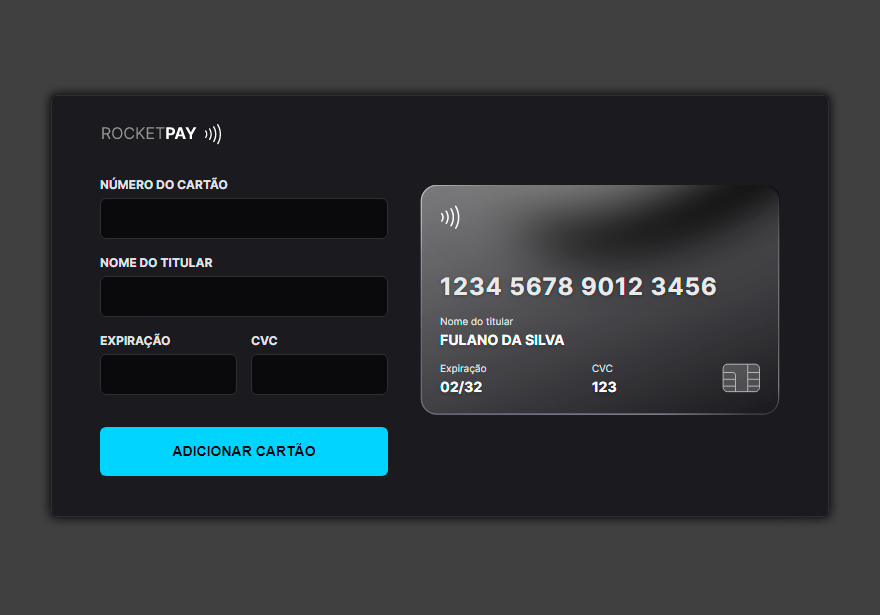 ROCKETPAY
NÚMERO DO CARTÃO
NOME DO TITULAR
EXPIRAÇÃO CVC
ADICIONAR CARTÃO
1234 5678 9012 3456
Nome do titular
FULANO DA SILVA
Expiração CVC
02/32 123